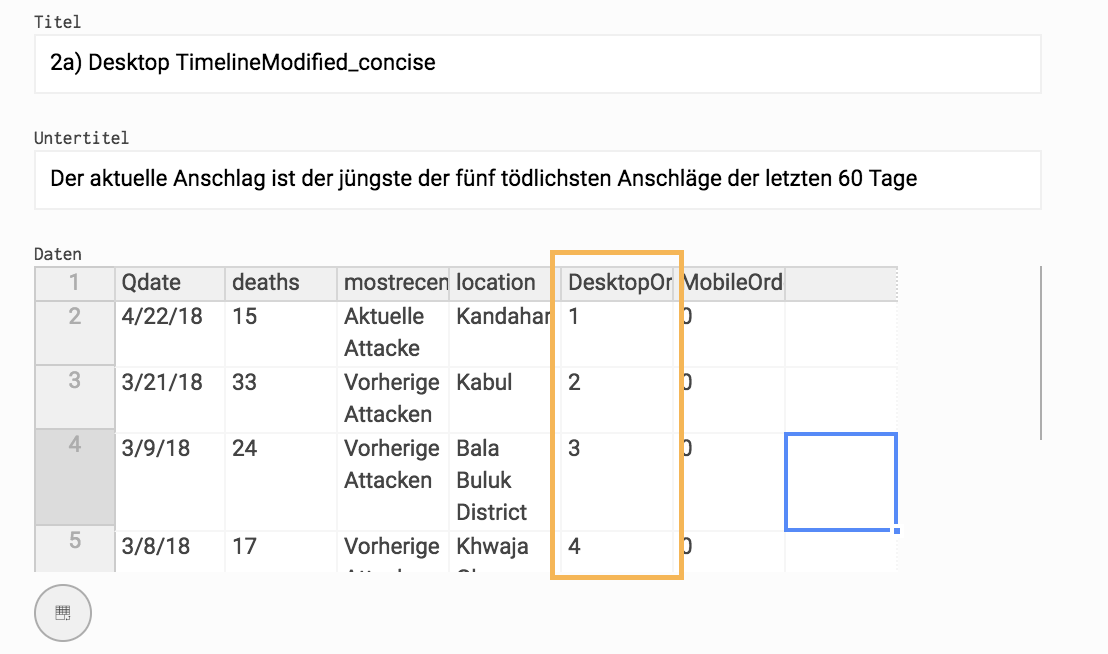 Titel
2a) Desktop TimelineModified_concise
Untertitel
Der aktuelle Anschlag ist der jüngste der fünf tödlichsten Anschläge der letzten 60 Tage
Daten
1 Qdate deaths mostrecen location DesktopOr MobileOrd
2 4/22/18 15 Aktuelle Kandahar 1 0
Attacke
3 3/21/18 33 Vorherige Kabul 2 0
Attacken
4 3/9/18 24 Vorherige Bala 3 0
Attacken Buluk
District
5 3/8/18 17 Vorherige Khwaja 4 0